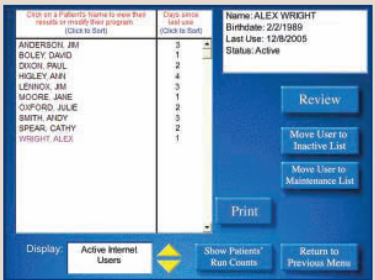 Click on a Patient's Name to view their
results or modify their program
(Click to Sort)
Days since
last use
(Click to Sort)
Name: ALEX WRIGHT
Birthdate: 2/2/1989
Last Use: 12/8/2005
Status: Active
ANDERSON, JIM 3
BOLEY, DAVID 1
DIXON, PAUL 2
HIGLEY, ANN 4
LENNOX, JIM 3
MOORE, JANE 1
OXFORD, JULIE 2
SMITH, ANDY 3
SPEAR, CATHY 2
WRIGHT, ALEX 1
Review
Move User to
Inactive List
Move User to
Maintenance List
Print
Display:
Active Internet
Users
Show Patients'
Run Counts
Return to
Previous Menu